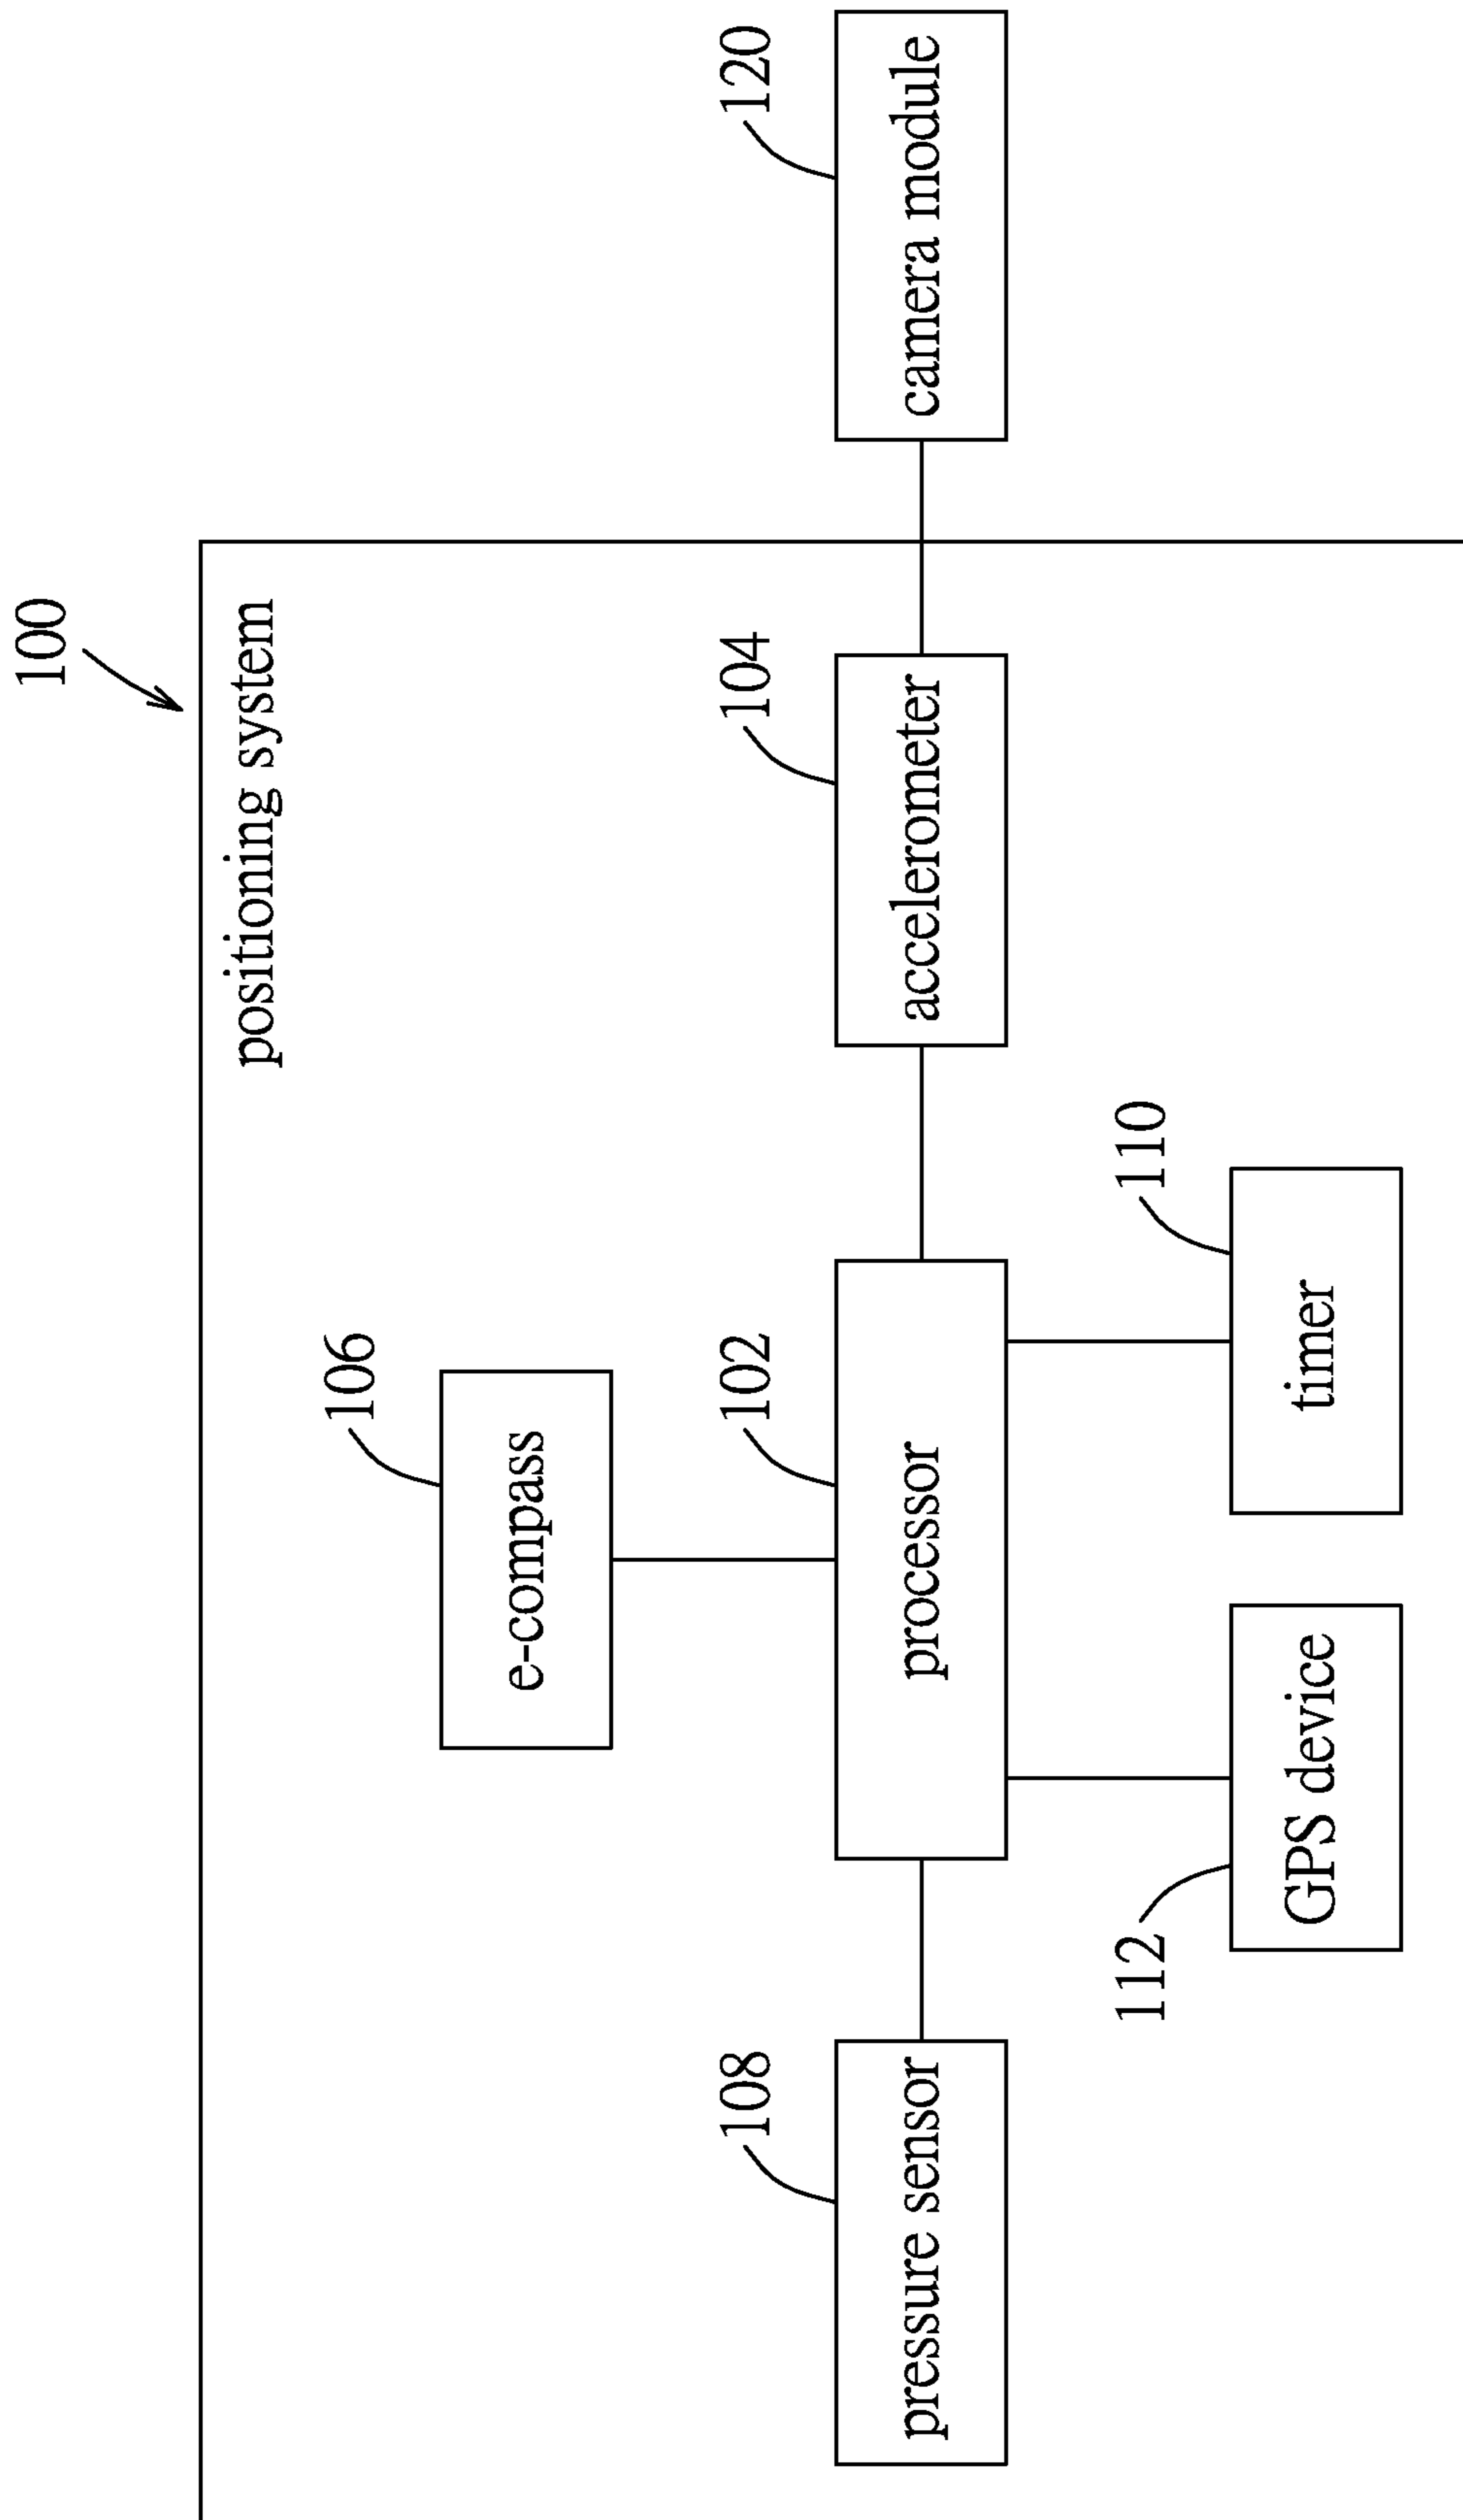 100
positioning system
106
e-compass
108
pressure sensor
102
processor
104
accelerometer
120
camera module
112
GPS device
110
timer